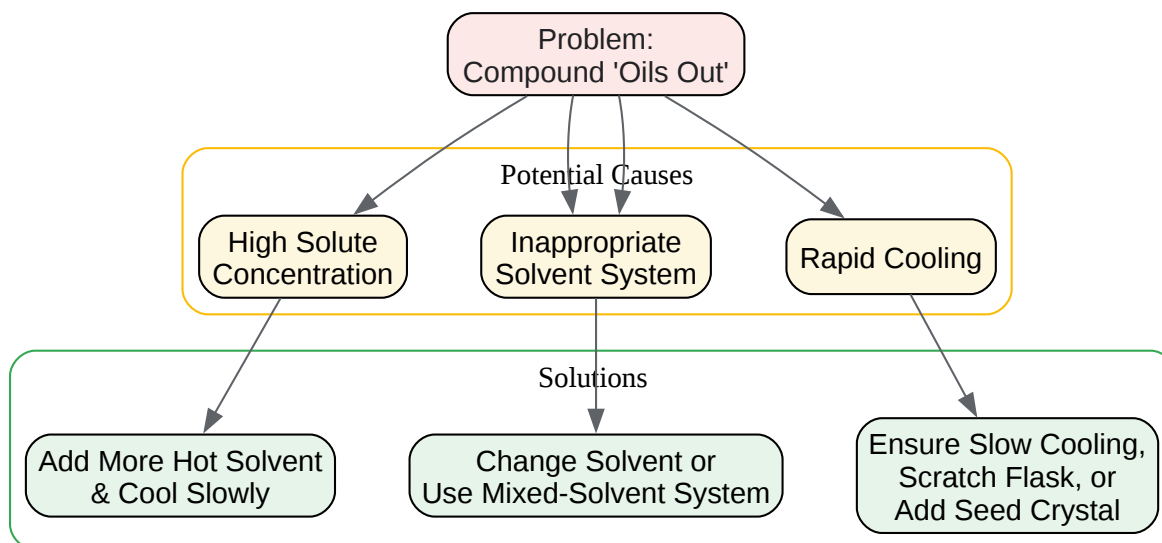 Problem:
Compound 'Oils Out'
Potential Causes
High Solute
Concentration
Inappropriate
Solvent System
Rapid Cooling
Solutions
Add More Hot Solvent
& Cool Slowly
Change Solvent or
Use Mixed-Solvent System
Ensure Slow Cooling,
Scratch Flask, or
Add Seed Crystal